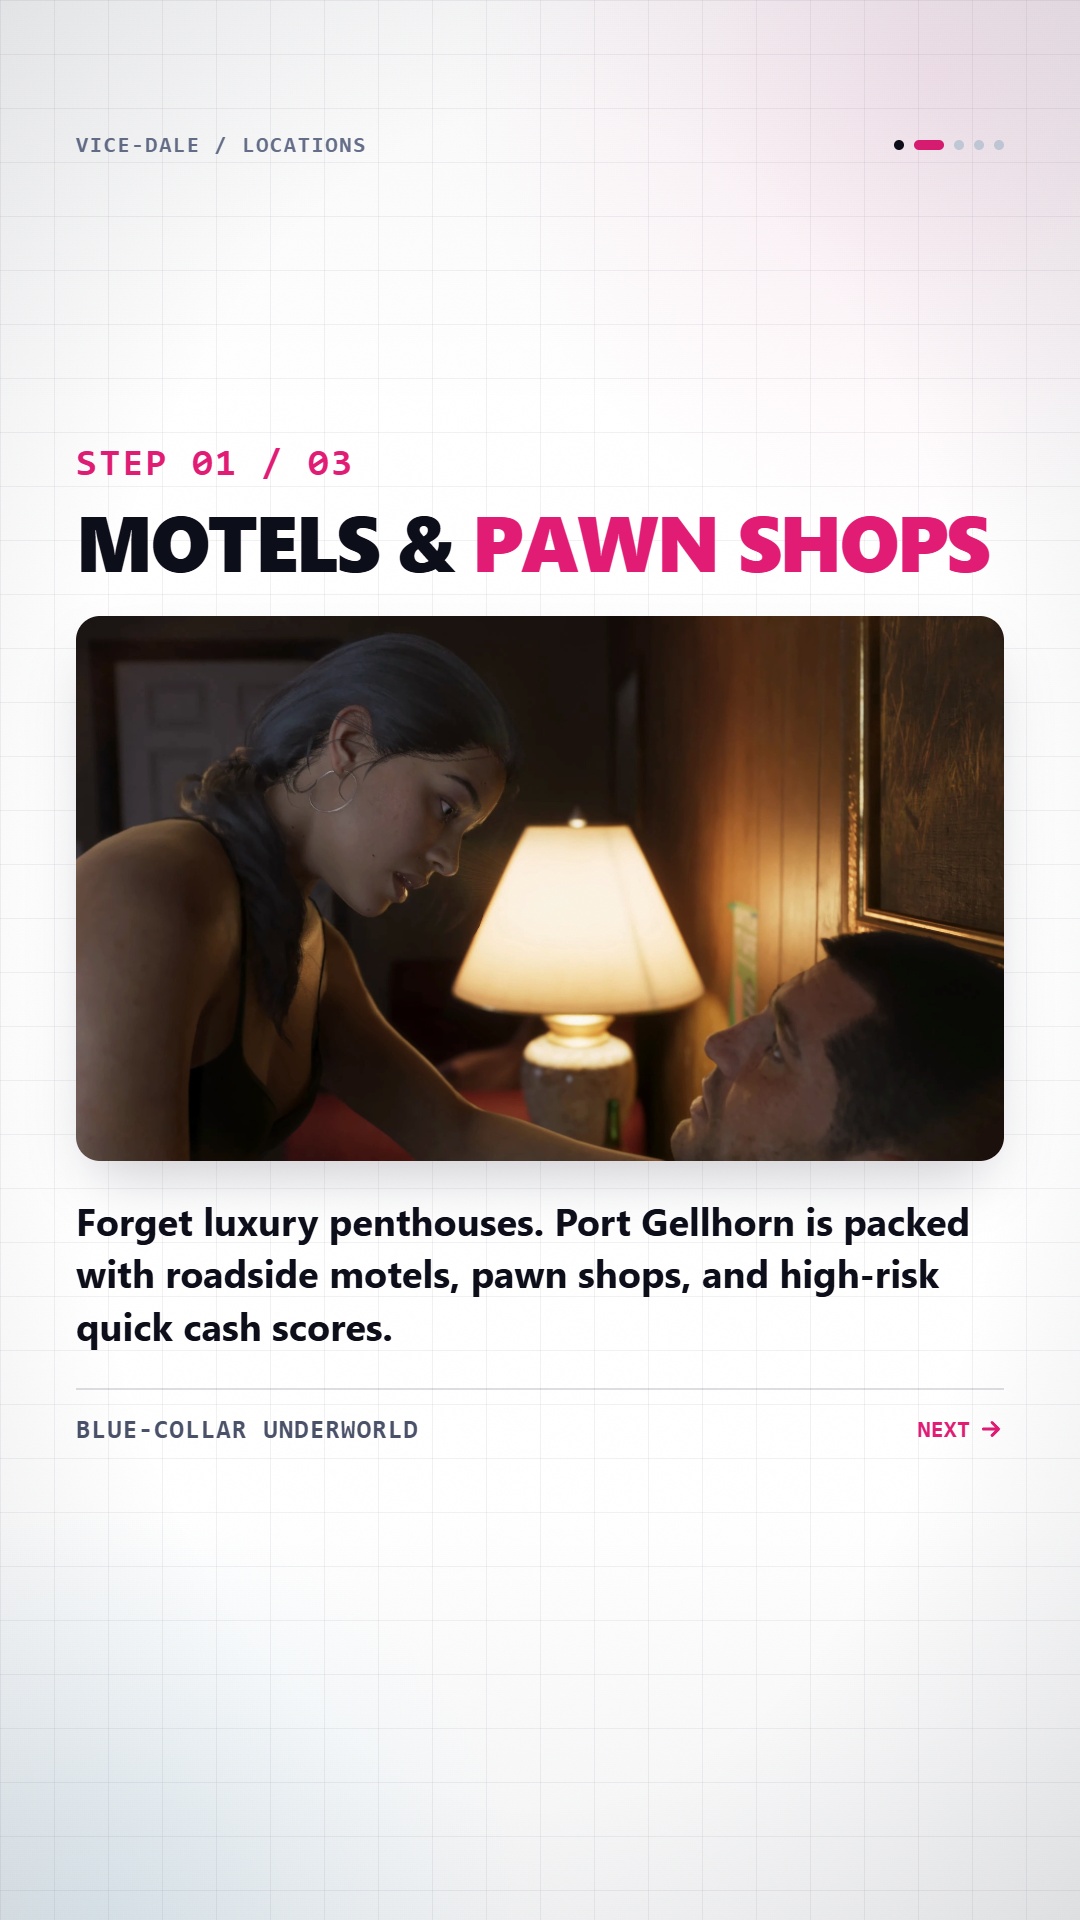 VICE-DALE / LOCATIONS
STEP 01 / 03
MOTELS & PAWN SHOPS
Forget luxury penthouses. Port Gellhorn is packed
with roadside motels, pawn shops, and high-risk
quick cash scores.
BLUE-COLLAR UNDERWORLD
NEXT →